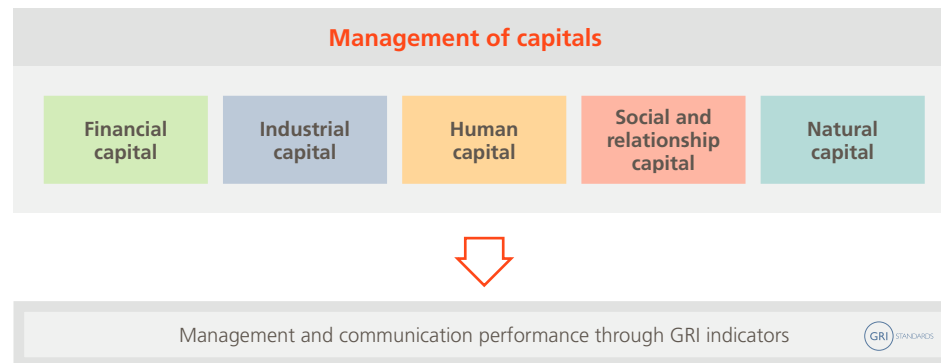 Management of capitals
Financial
capital
Industrial
capital
Human
capital
Social and
relationship
capital
Natural
capital
Management and communication performance through GRI indicators
GRI STANDARDS